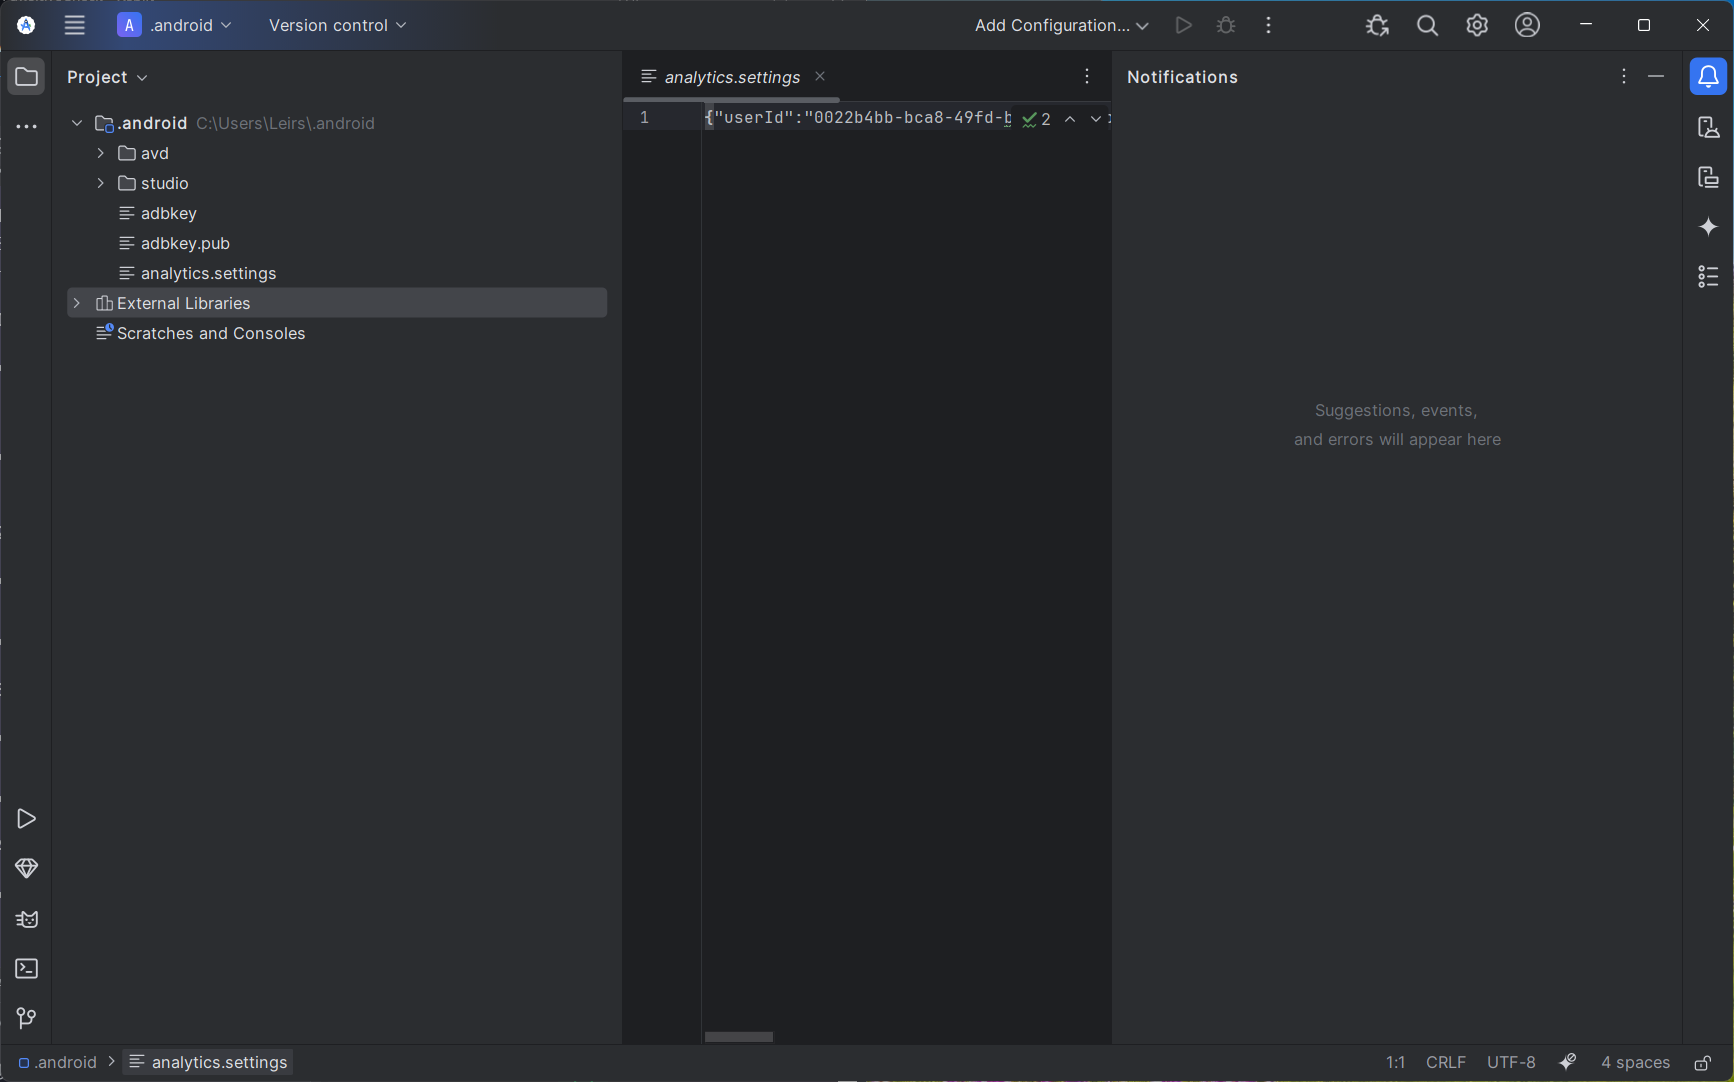 A .android Version control Add Configuration...
Project
analytics.settings
Notifications
.android C:\Users\Leirs\.android
1 {"userId":"0022b4bb-bca8-49fd-b 2
avd
studio
adbkey
adbkey.pub
analytics.settings
External Libraries
Scratches and Consoles
Suggestions, events,
and errors will appear here
.android analytics.settings 1:1 CRLF UTF-8 4 spaces